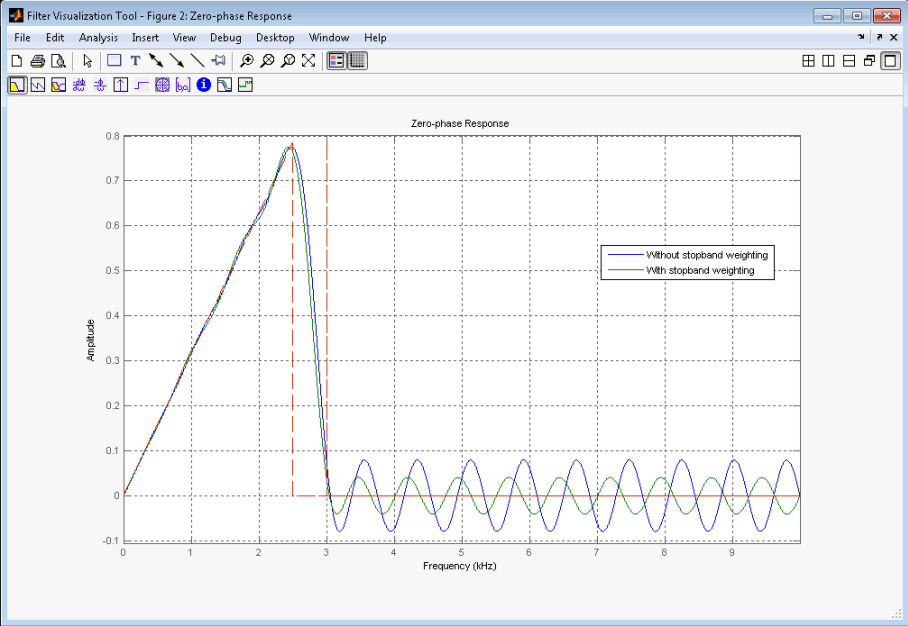 Filter Visualization Tool - Figure 2: Zero-phase Response
File Edit Analysis Insert View Debug Desktop Window Help
Zero-phase Response
0.8
0.7
0.6
0.5
0.4
0.3
0.2
0.1
0
-0.1
Amplitude
Without stopband weighting
With stopband weighting
0 1 2 3 4 5 6 7 8 9
Frequency (kHz)